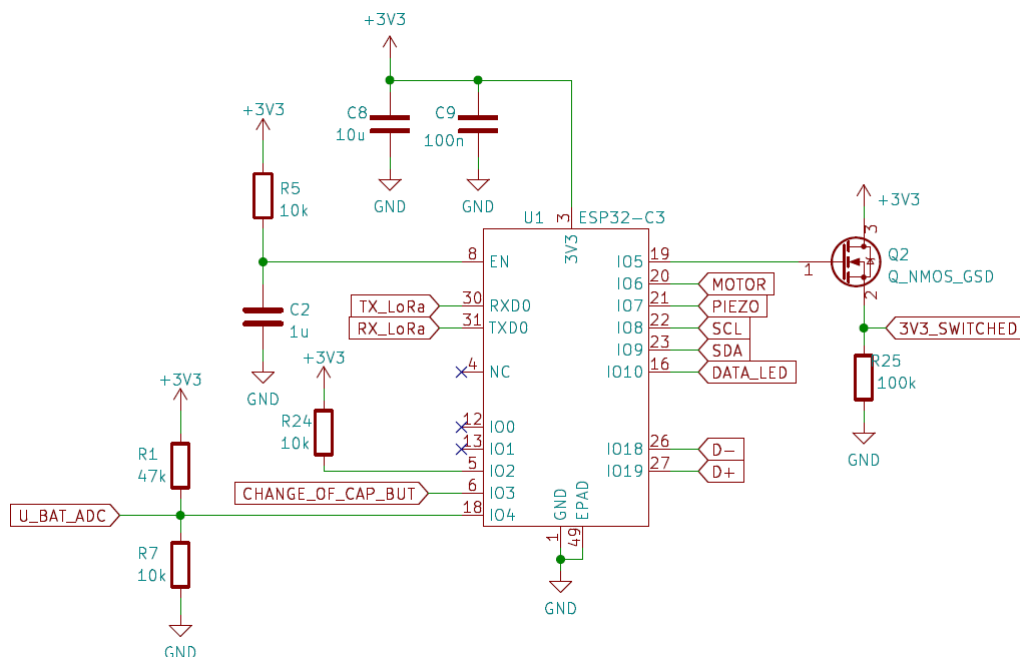 +3V3
C8
10u
C9
100n
GND
GND
+3V3
R5
10k
C2
1u
GND
U1
ESP32-C3
3
3V3
8
EN
TX_LoRa
30
RXD0
RX_LoRa
31
TXD0
4
NC
12
IO0
13
IO1
+3V3
R24
10k
5
IO2
CHANGE_OF_CAP_BUT
6
IO3
18
IO4
+3V3
R1
47k
U_BAT_ADC
R7
10k
GND
IO5
19
IO6
20
MOTOR
IO7
21
PIEZO
IO8
22
SCL
IO9
23
SDA
IO10
16
DATA_LED
IO18
26
D-
IO19
27
D+
GND
1
EPAD
49
GND
+3V3
3
1
Q2
Q_NMOS_GSD
2
3V3_SWITCHED
R25
100k
GND